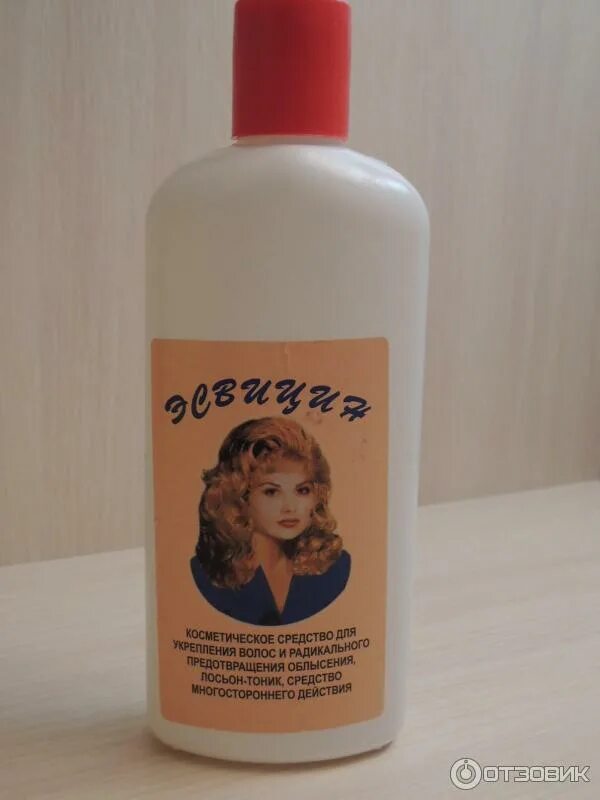 ЭСВИЦИН
КОСМЕТИЧЕСКОЕ СРЕДСТВО ДЛЯ
УКРЕПЛЕНИЯ ВОЛОС И РАДИКАЛЬНОГО
ПРЕДОТВРАЩЕНИЯ ОБЛЫСЕНИЯ,
ЛОСЬОН-ТОНИК, СРЕДСТВО
МНОГОСТОРОННЕГО ДЕЙСТВИЯ
ОТЗОВИК